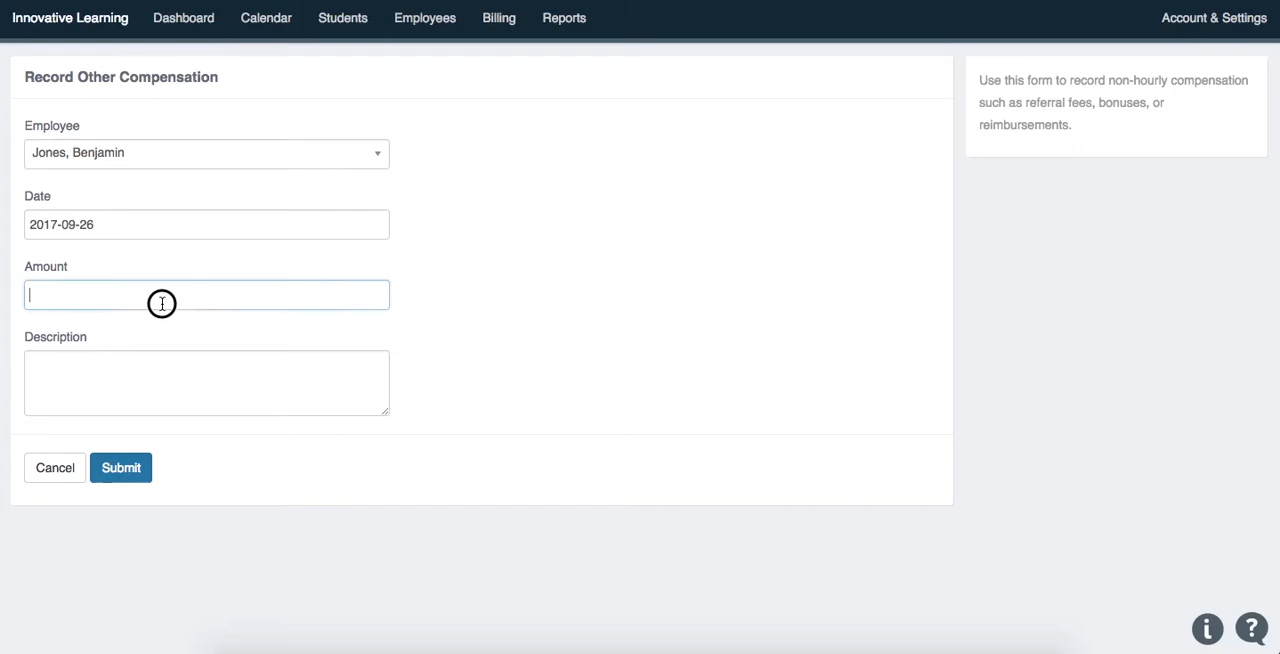 Innovative Learning Dashboard Calendar Students Employees Billing Reports Account & Settings
Record Other Compensation
Use this form to record non-hourly compensation
such as referral fees, bonuses, or
reimbursements.
Employee
Jones, Benjamin
Date
2017-09-26
Amount
Description
Cancel Submit